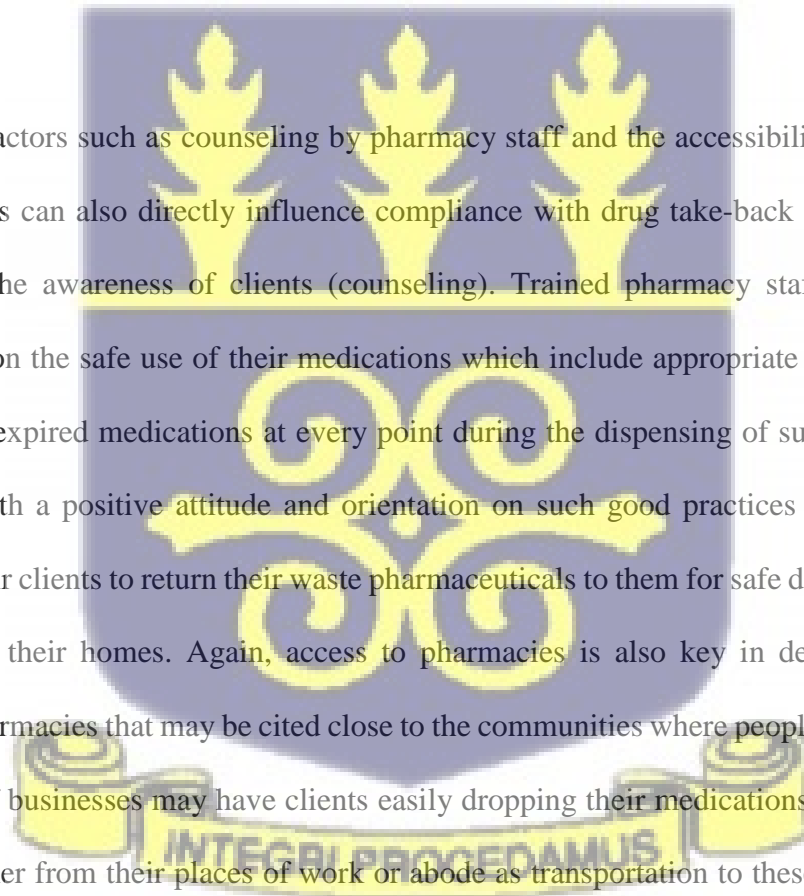 actors such as counseling by pharmacy staff and the accessibili
s can also directly influence compliance with drug take-back
he awareness of clients (counseling). Trained pharmacy sta
on the safe use of their medications which include appropriate
expired medications at every point during the dispensing of su
th a positive attitude and orientation on such good practices
r clients to return their waste pharmaceuticals to them for safe d
their homes. Again, access to pharmacies is also key in de
rmacies that may be cited close to the communities where people
businesses may have clients easily dropping their medications
er from their places of work or abode as transportation to these
INTEGRI PROCEDAMUS